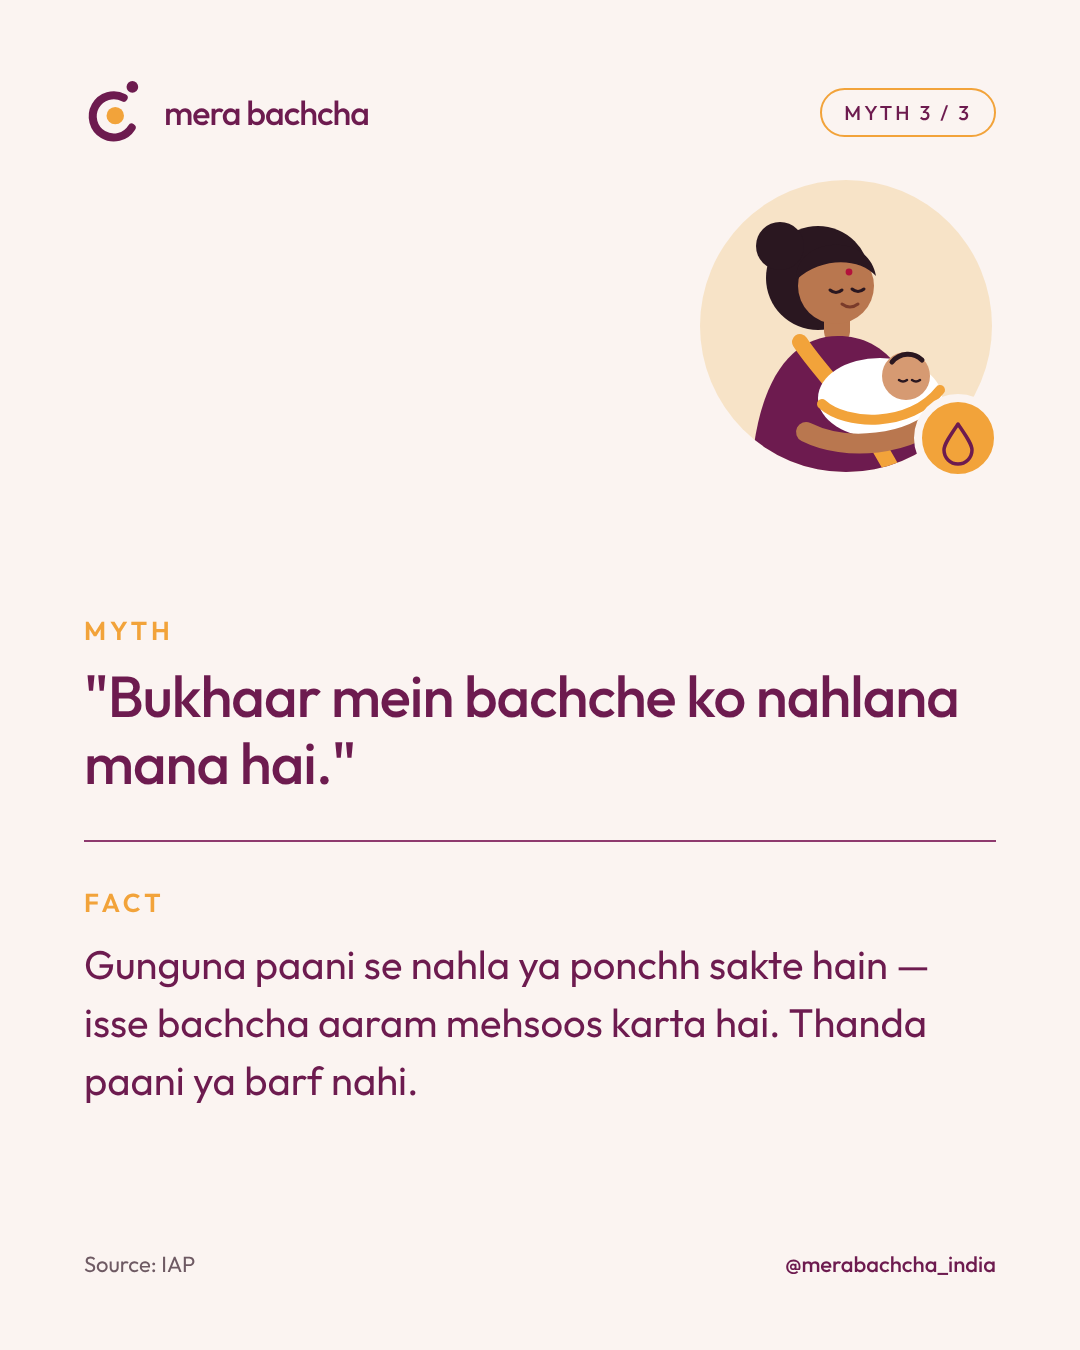 mera bachcha
MYTH 3 / 3
MYTH
"Bukhaar mein bachche ko nahlana
mana hai."
FACT
Gunguna paani se nahla ya ponchh sakte hain —
isse bachcha aaram mehsoos karta hai. Thanda
paani ya barf nahi.
Source: IAP
@merabachcha_india